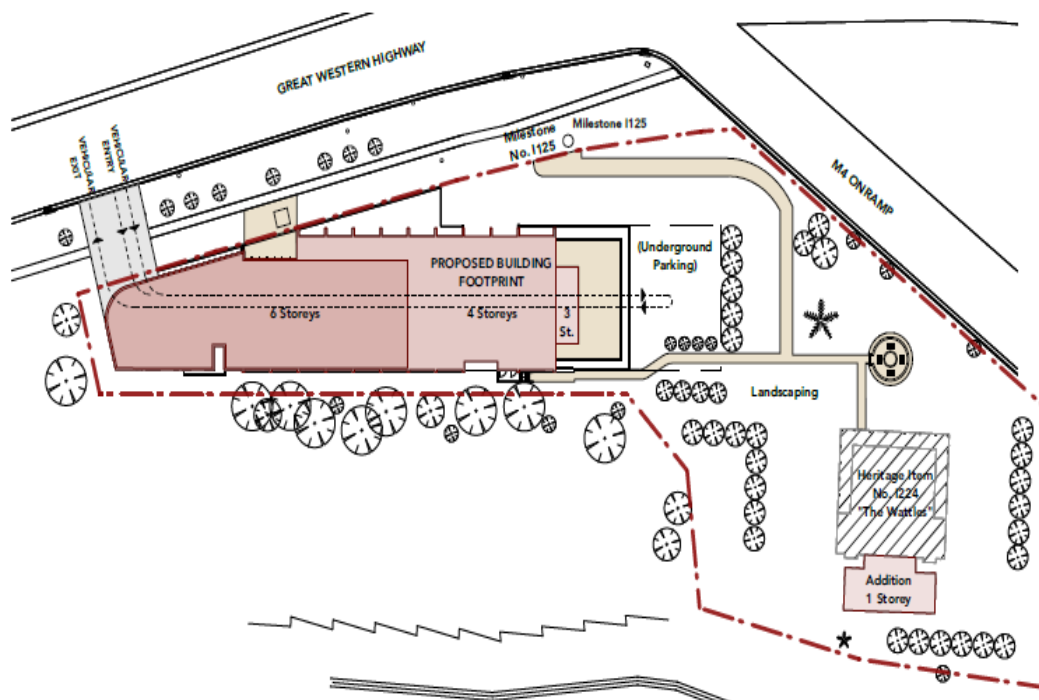 GREAT WESTERN HIGHWAY
VEHICULAR
EXIT
VEHICULAR
ENTRY
Milestone
No. I125
Milestone I125
M4 ON RAMP
PROPOSED BUILDING
FOOTPRINT
(Underground
Parking)
6 Storeys
4 Storeys
3
St.
Landscaping
Heritage Item
No. I224
"The Wattles"
Addition
1 Storey